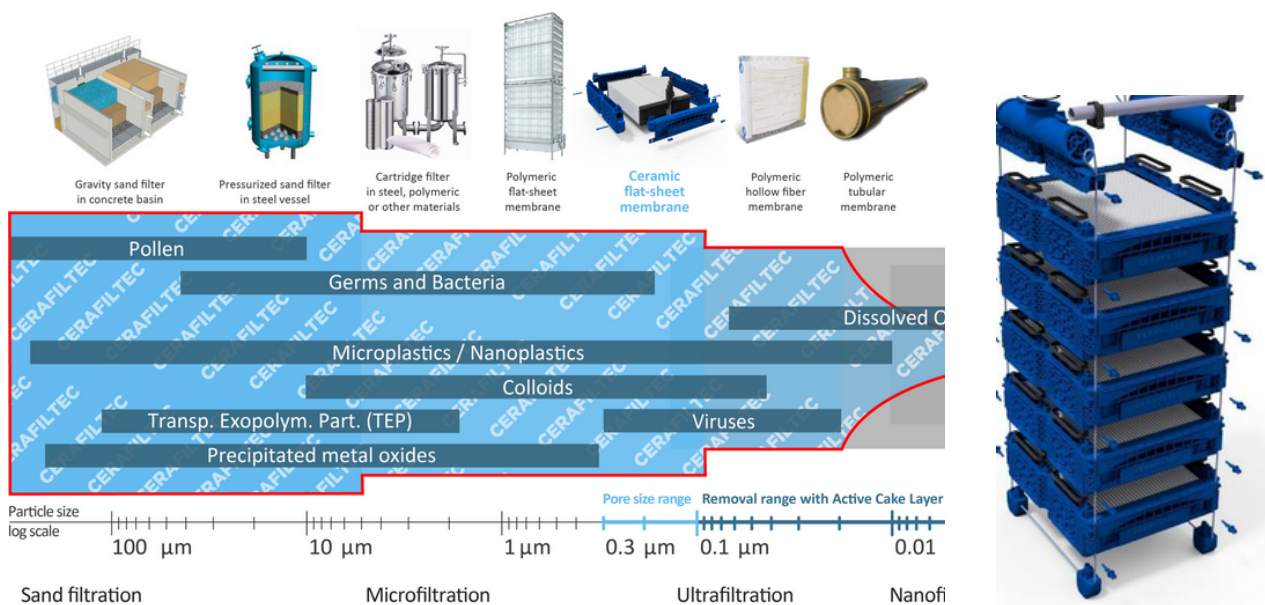 Gravity sand filter
in concrete basin
Pressurized sand filter
in steel vessel
Cartridge filter
in steel, polymeric
or other materials
Polymeric
flat-sheet
membrane
Ceramic
flat-sheet
membrane
Polymeric
hollow fiber
membrane
Polymeric
tubular
membrane
CERAFILTEC
Pollen
Germs and Bacteria
Dissolved O
Microplastics / Nanoplastics
Colloids
Transp. Exopolym. Part. (TEP)
Viruses
Precipitated metal oxides
Particle size
log scale
Pore size range
Removal range with Active Cake Layer
100 µm
10 µm
1 µm
0.3 µm
0.1 µm
0.01
Sand filtration
Microfiltration
Ultrafiltration
Nanofi